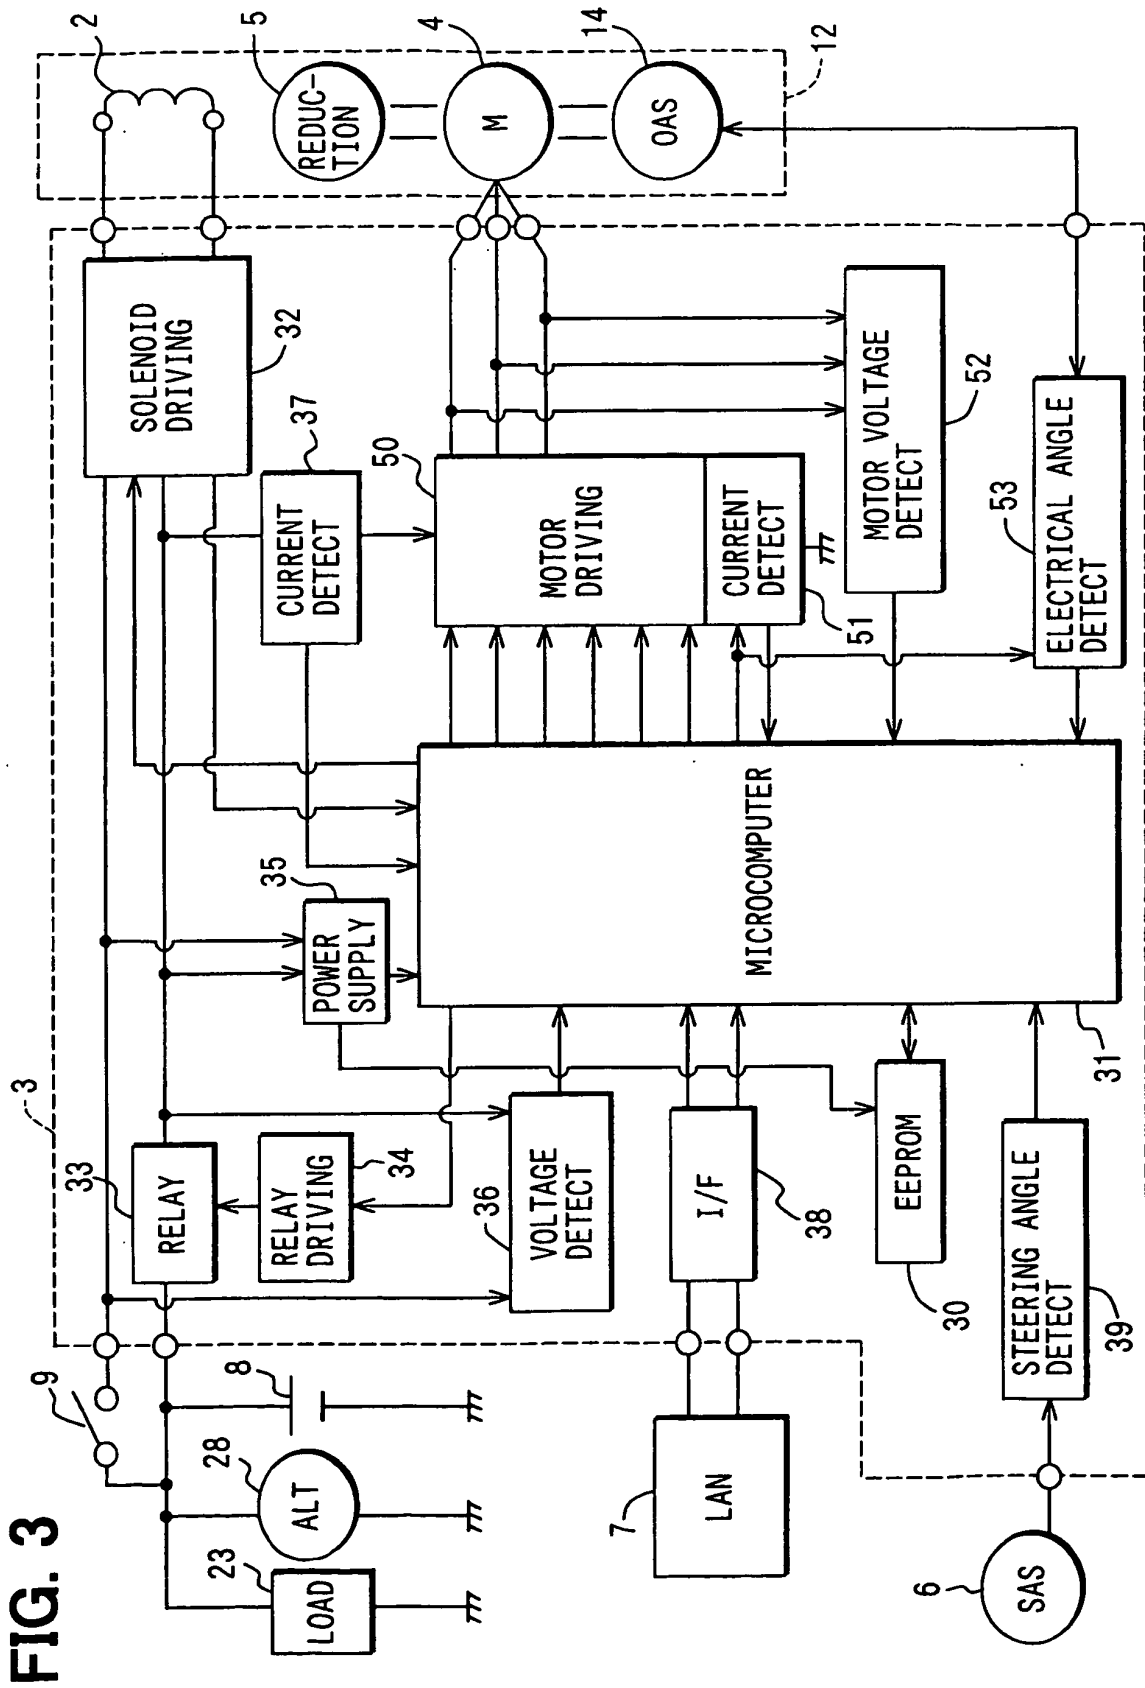 FIG. 3
3
9
33
RELAY
RELAY
DRIVING
34
35
POWER
SUPPLY
37
CURRENT
DETECT
SOLENOID
DRIVING
32
2
5
REDUC-
TION
4
M
14
OAS
12
23
LOAD
28
ALT
8
36
VOLTAGE
DETECT
50
MOTOR
DRIVING
CURRENT
DETECT
51
MOTOR VOLTAGE
DETECT
52
7
LAN
I/F
38
EEPROM
30
MICROCOMPUTER
31
53
ELECTRICAL ANGLE
DETECT
6
SAS
STEERING ANGLE
DETECT
39